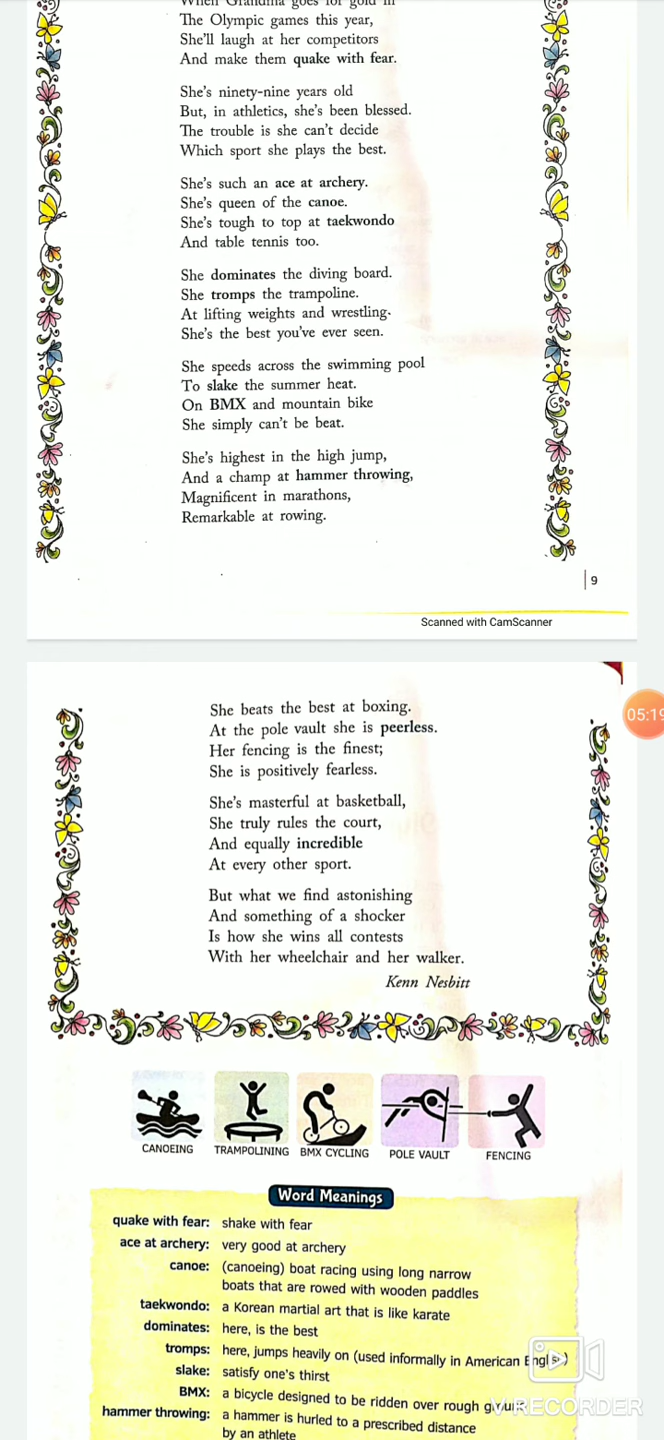 When Grandma goes for gold in
The Olympic games this year,
She'll laugh at her competitors
And make them quake with fear.
She's ninety-nine years old
But, in athletics, she's been blessed.
The trouble is she can't decide
Which sport she plays the best.
She's such an ace at archery.
She's queen of the canoe.
She's tough to top at taekwondo
And table tennis too.
She dominates the diving board.
She tromps the trampoline.
At lifting weights and wrestling
She's the best you've ever seen.
She speeds across the swimming pool
To slake the summer heat.
On BMX and mountain bike
She simply can't be beat.
She's highest in the high jump,
And a champ at hammer throwing,
Magnificent in marathons,
Remarkable at rowing.
9
Scanned with CamScanner
She beats the best at boxing.
At the pole vault she is peerless.
Her fencing is the finest;
She is positively fearless.
She's masterful at basketball,
She truly rules the court,
And equally incredible
At every other sport.
But what we find astonishing
And something of a shocker
Is how she wins all contests
With her wheelchair and her walker.
Kenn Nesbitt
05:19
CANOEING TRAMPOLINING BMX CYCLING POLE VAULT FENCING
Word Meanings
quake with fear: shake with fear
ace at archery: very good at archery
canoe: (canoeing) boat racing using long narrow
boats that are rowed with wooden paddles
taekwondo: a Korean martial art that is like karate
dominates: here, is the best
tromps: here, jumps heavily on (used informally in American English)
slake: satisfy one's thirst
BMX: a bicycle designed to be ridden over rough ground
hammer throwing: a hammer is hurled to a prescribed distance
by an athlete
V RECORDER